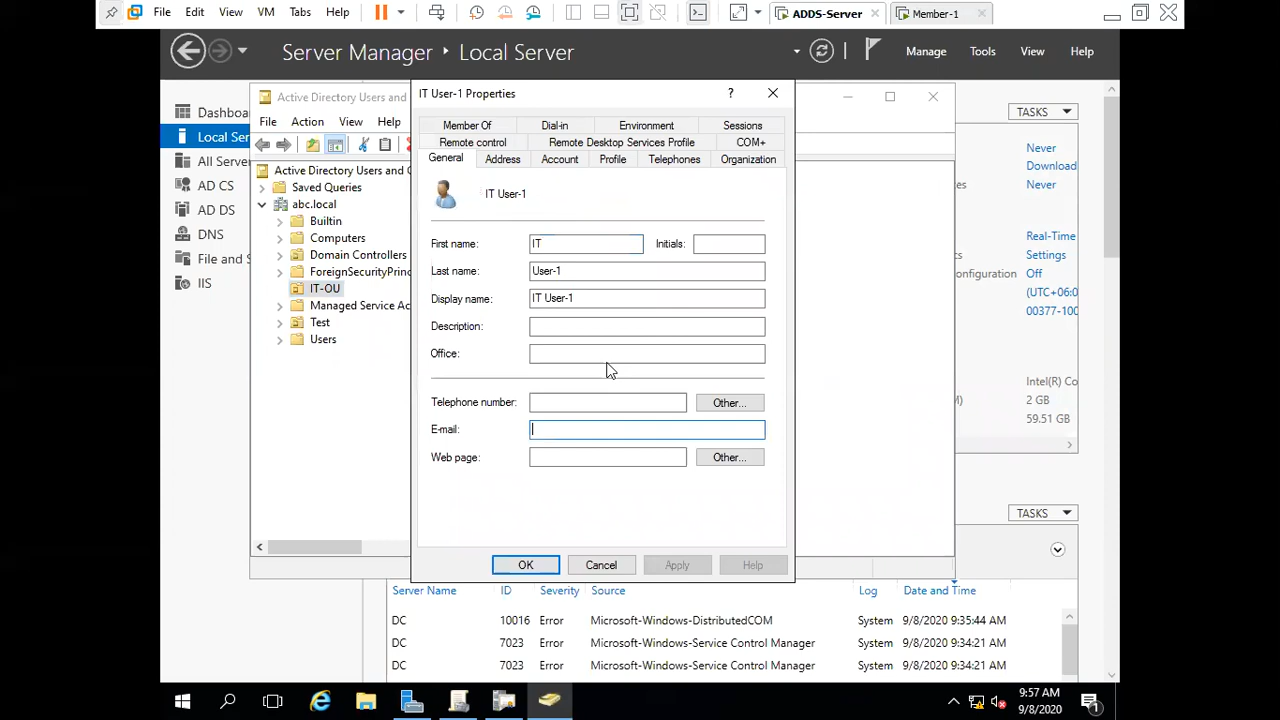 File Edit View VM Tabs Help
ADDS-Server
Member-1
Server Manager ‣ Local Server
Manage Tools View Help
Active Directory Users and
File Action View Help
IT User-1 Properties
?
Member Of Dial-in Environment Sessions
Remote control Remote Desktop Services Profile COM+
General Address Account Profile Telephones Organization
IT User-1
First name: IT Initials:
Last name: User-1
Display name: IT User-1
Description:
Office:
Telephone number: Other...
E-mail:
Web page: Other...
OK Cancel Apply Help
Dashboa
Local Ser
All Server
AD CS
AD DS
DNS
File and S
IIS
Active Directory Users and C
Saved Queries
abc.local
Builtin
Computers
Domain Controllers
ForeignSecurityPrinc
IT-OU
Managed Service Ac
Test
Users
TASKS
Never
Download
Never
Real-Time
Settings
onfiguration Off
(UTC+06:0
00377-100
Intel(R) Co
2 GB
59.51 GB
TASKS
Server Name ID Severity Source Log Date and Time
DC 10016 Error Microsoft-Windows-DistributedCOM System 9/8/2020 9:35:44 AM
DC 7023 Error Microsoft-Windows-Service Control Manager System 9/8/2020 9:34:21 AM
DC 7023 Error Microsoft-Windows-Service Control Manager System 9/8/2020 9:34:21 AM
9:57 AM
9/8/2020
1